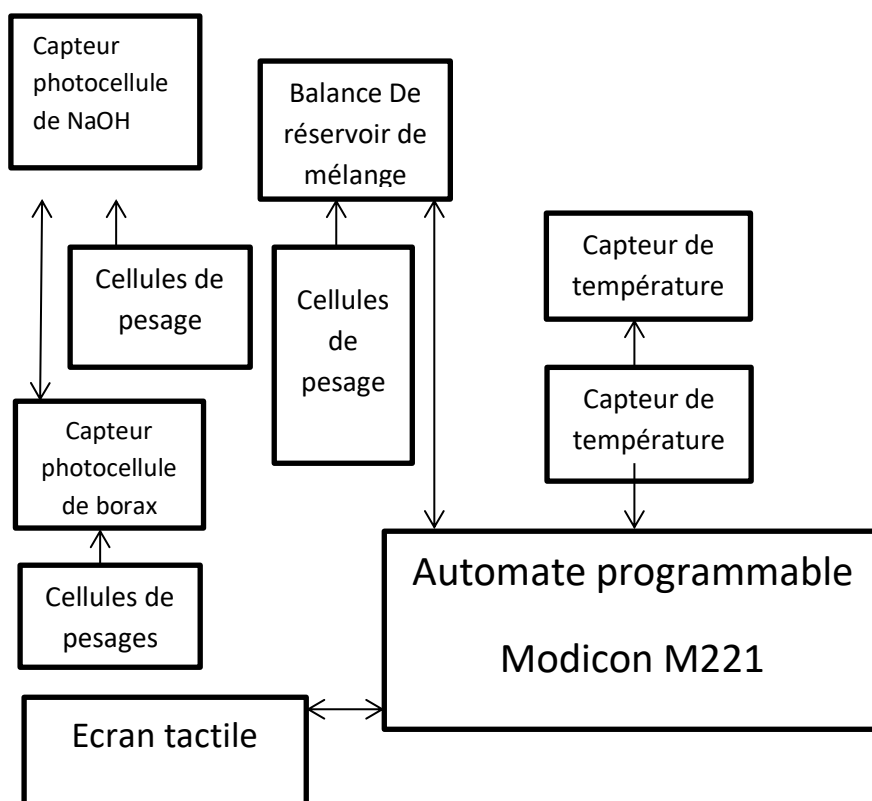 Capteur
photocellule
de NaOH
Balance De
réservoir de
mélange
Capteur de
température
Cellules de
pesage
Cellules
de
pesage
Capteur de
température
Capteur
photocellule
de borax
Cellules de
pesages
Automate programmable
Modicon M221
Ecran tactile